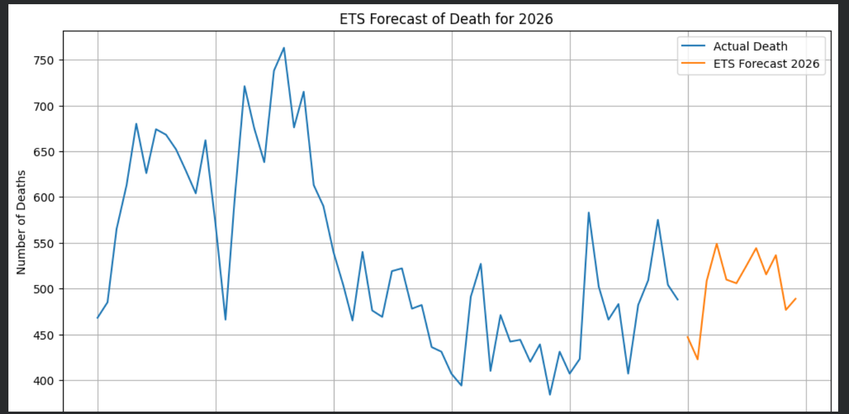 ETS Forecast of Death for 2026
Actual Death
ETS Forecast 2026
Number of Deaths
750
700
650
600
550
500
450
400